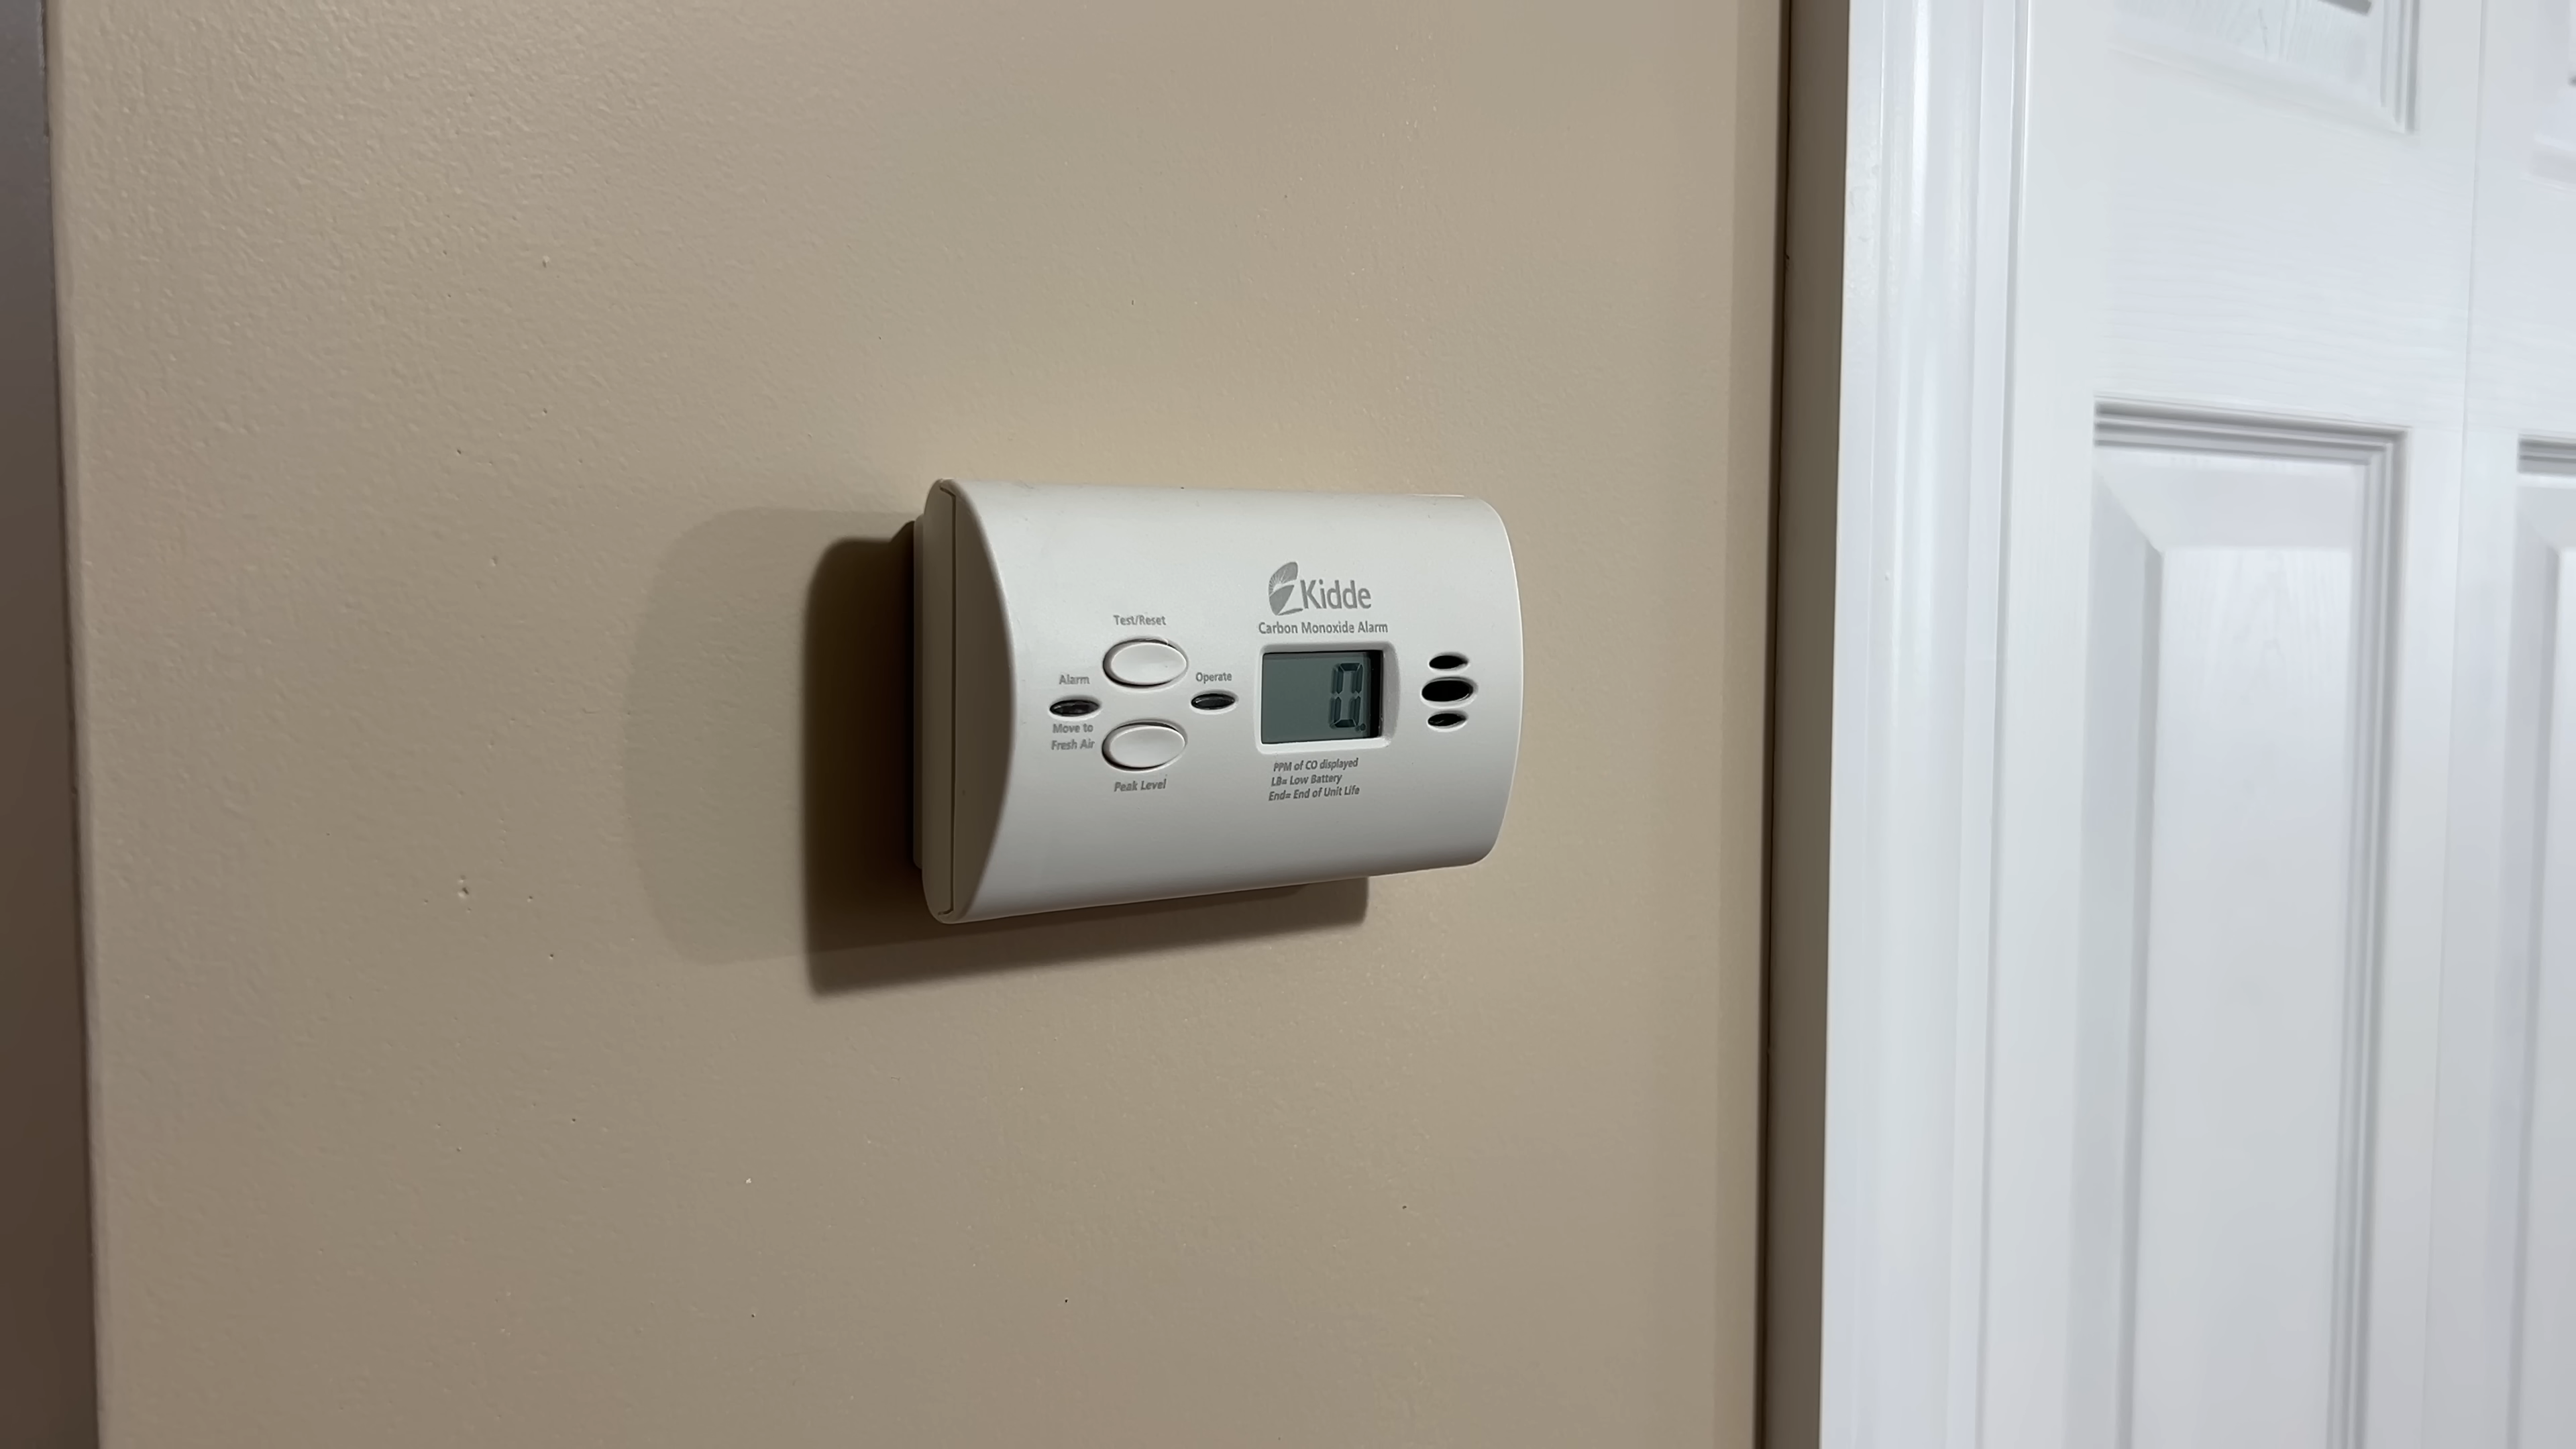 Kidde
Carbon Monoxide Alarm
Test/Reset
Alarm
Operate
Move to
Fresh Air
Peak Level
0
PPM of CO displayed
LB= Low Battery
End= End of Unit Life